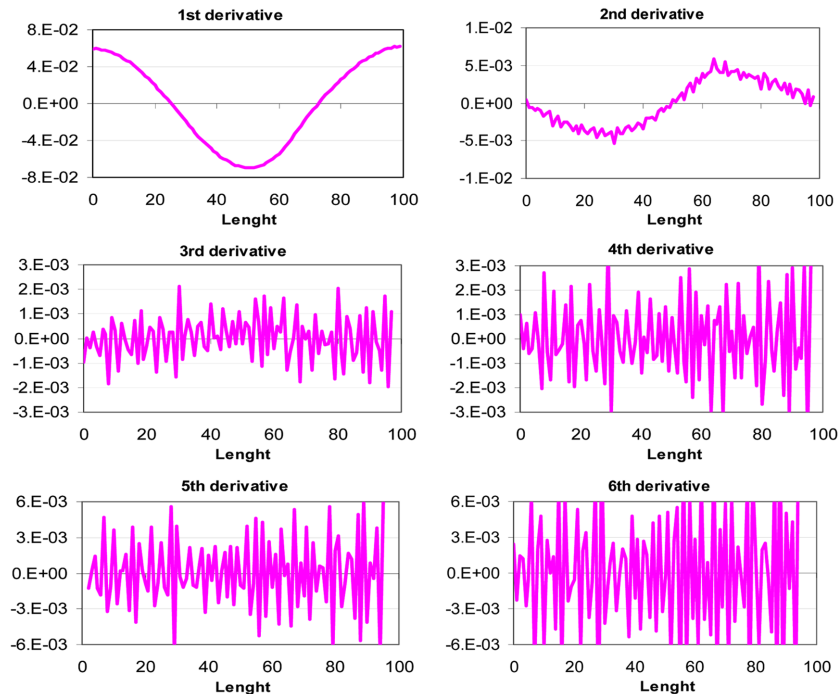 1st derivative
8.E-02
4.E-02
0.E+00
-4.E-02
-8.E-02
0 20 40 60 80 100
Lenght
2nd derivative
1.E-02
5.E-03
0.E+00
-5.E-03
-1.E-02
0 20 40 60 80 100
Lenght
3rd derivative
3.E-03
2.E-03
1.E-03
0.E+00
-1.E-03
-2.E-03
-3.E-03
0 20 40 60 80 100
Lenght
4th derivative
3.E-03
2.E-03
1.E-03
0.E+00
-1.E-03
-2.E-03
-3.E-03
0 20 40 60 80 100
Lenght
5th derivative
6.E-03
3.E-03
0.E+00
-3.E-03
-6.E-03
0 20 40 60 80 100
Lenght
6th derivative
6.E-03
3.E-03
0.E+00
-3.E-03
-6.E-03
0 20 40 60 80 100
Lenght